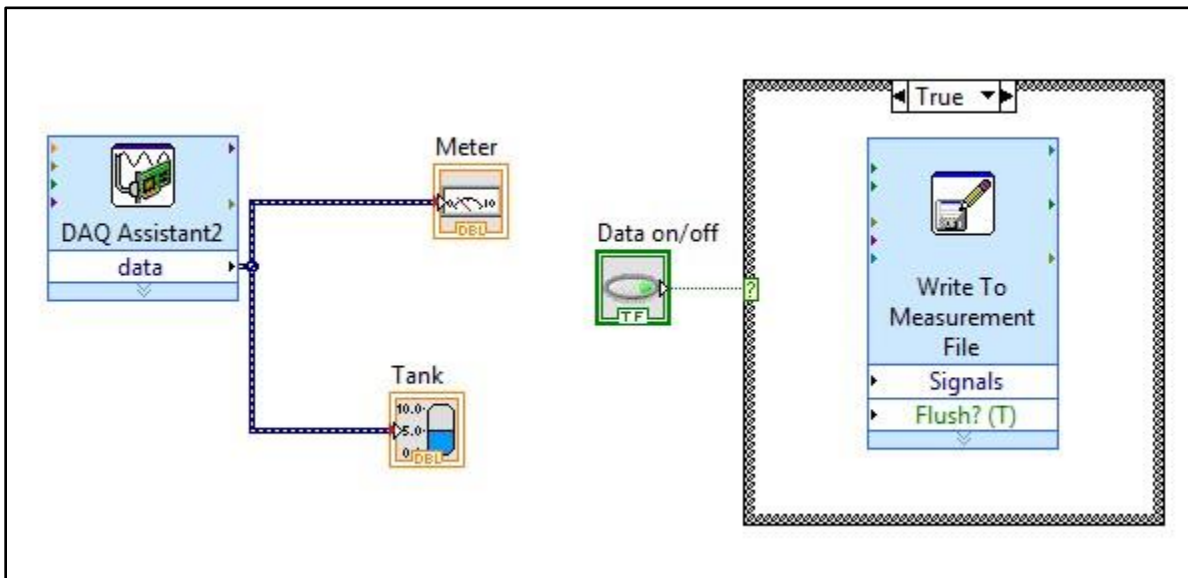 DAQ Assistant2
data
Meter
DBL
Tank
10.0
5.0
DBL
Data on/off
TF
?
True
Write To
Measurement
File
Signals
Flush? (T)